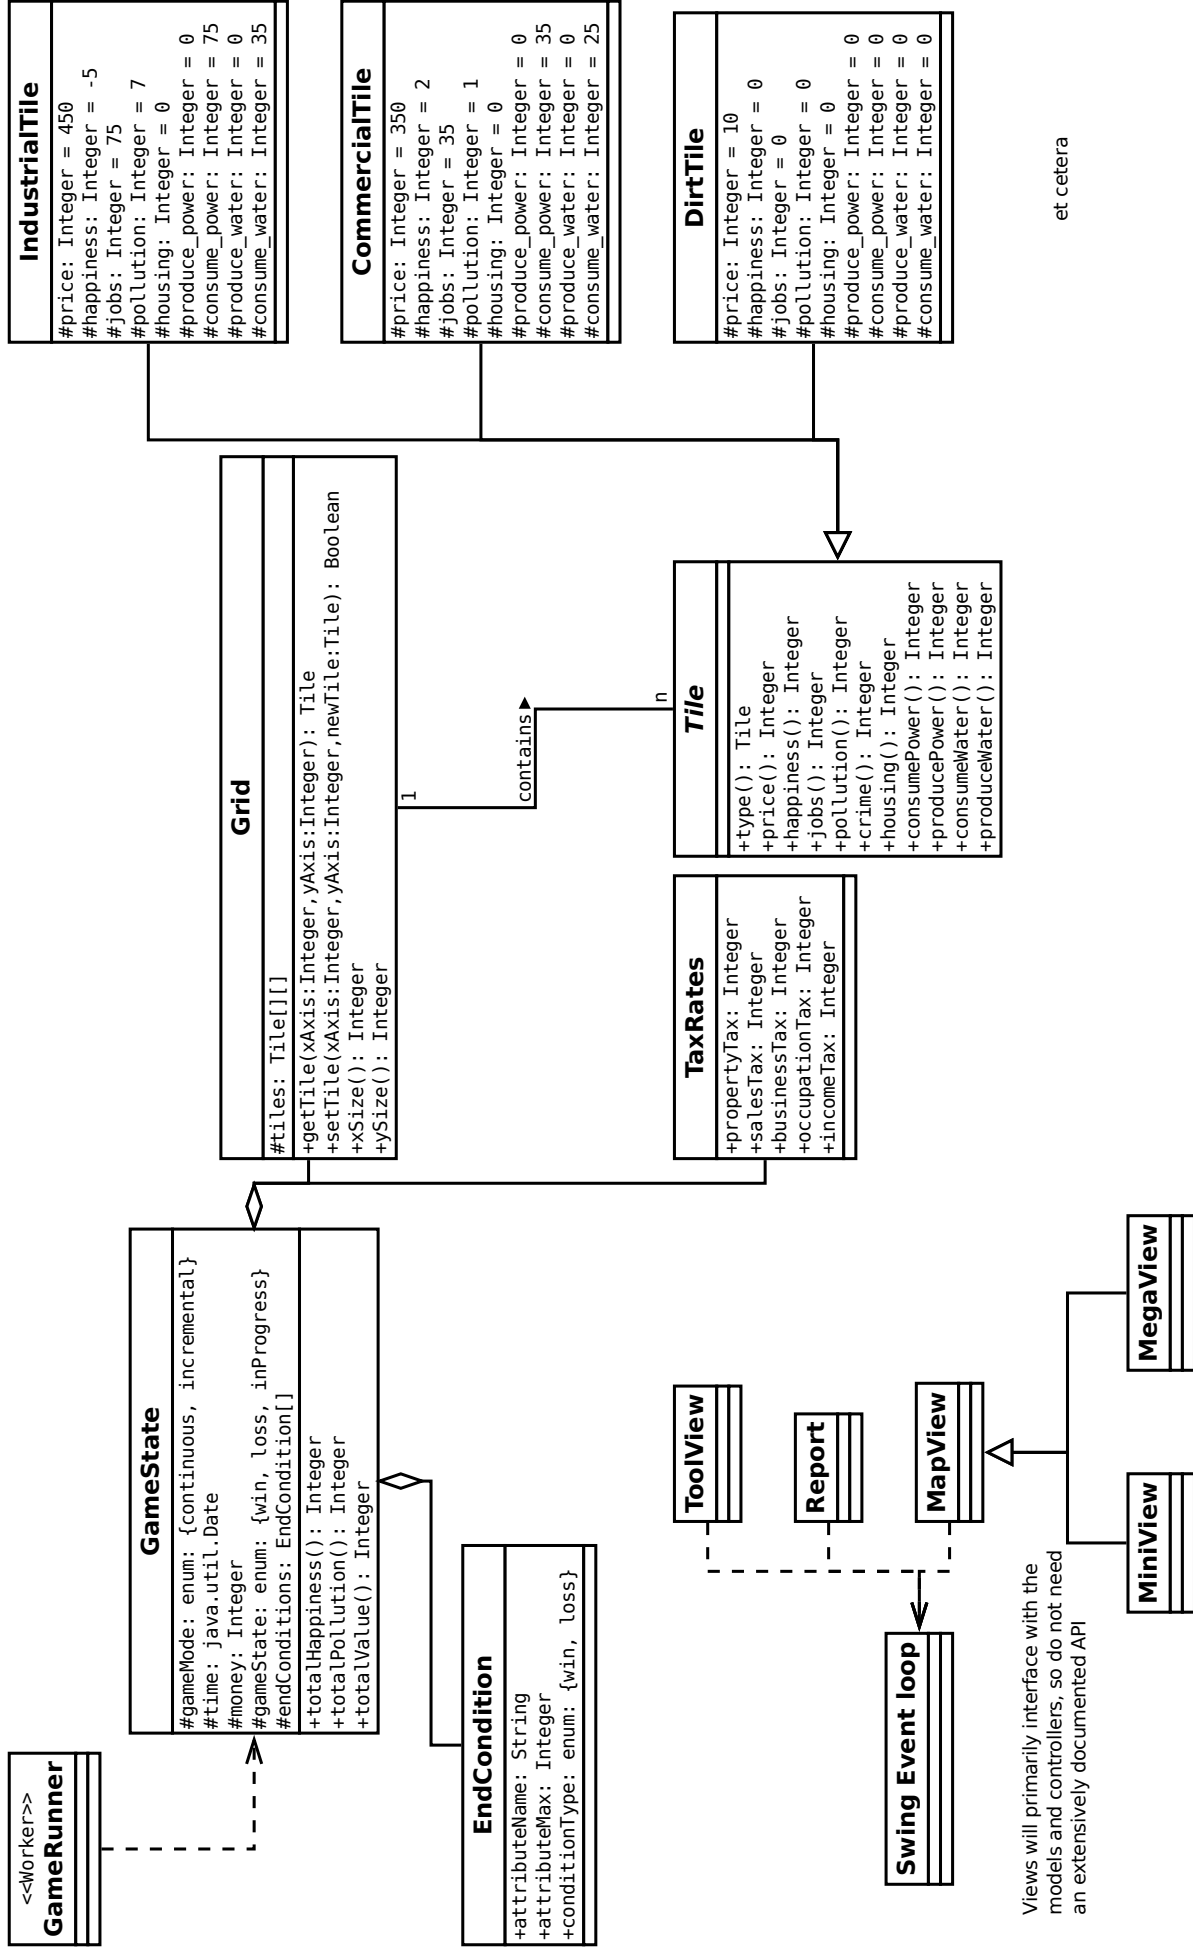 <<Worker>>
GameRunner
GameState
#gameMode: enum: {continuous, incremental}
#time: java.util.Date
#money: Integer
#gameState: enum: {win, loss, inProgress}
#endConditions: EndCondition[]
+totalHappiness(): Integer
+totalPollution(): Integer
+totalValue(): Integer
Grid
#tiles: Tile[][]
+getTile(xAxis:Integer,yAxis:Integer): Tile
+setTile(xAxis:Integer,yAxis:Integer,newTile:Tile): Boolean
+xSize(): Integer
+ySize(): Integer
IndustrialTile
#price: Integer = 450
#happiness: Integer = -5
#jobs: Integer = 75
#pollution: Integer = 7
#housing: Integer = 0
#produce_power: Integer = 0
#consume_power: Integer = 75
#produce_water: Integer = 0
#consume_water: Integer = 35
CommercialTile
#price: Integer = 350
#happiness: Integer = 2
#jobs: Integer = 35
#pollution: Integer = 1
#housing: Integer = 0
#produce_power: Integer = 0
#consume_power: Integer = 35
#produce_water: Integer = 0
#consume_water: Integer = 25
EndCondition
+attributeName: String
+attributeMax: Integer
+conditionType: enum: {win, loss}
1
contains▶
n
TaxRates
+propertyTax: Integer
+salesTax: Integer
+businessTax: Integer
+occupationTax: Integer
+incomeTax: Integer
Tile
+type(): Tile
+price(): Integer
+happiness(): Integer
+jobs(): Integer
+pollution(): Integer
+crime(): Integer
+housing(): Integer
+consumePower(): Integer
+producePower(): Integer
+consumeWater(): Integer
+produceWater(): Integer
DirtTile
#price: Integer = 10
#happiness: Integer = 0
#jobs: Integer = 0
#pollution: Integer = 0
#housing: Integer = 0
#produce_power: Integer = 0
#consume_power: Integer = 0
#produce_water: Integer = 0
#consume_water: Integer = 0
et cetera
ToolView
Report
MapView
Swing Event loop
Views will primarily interface with the
models and controllers, so do not need
an extensively documented API
MiniView
MegaView